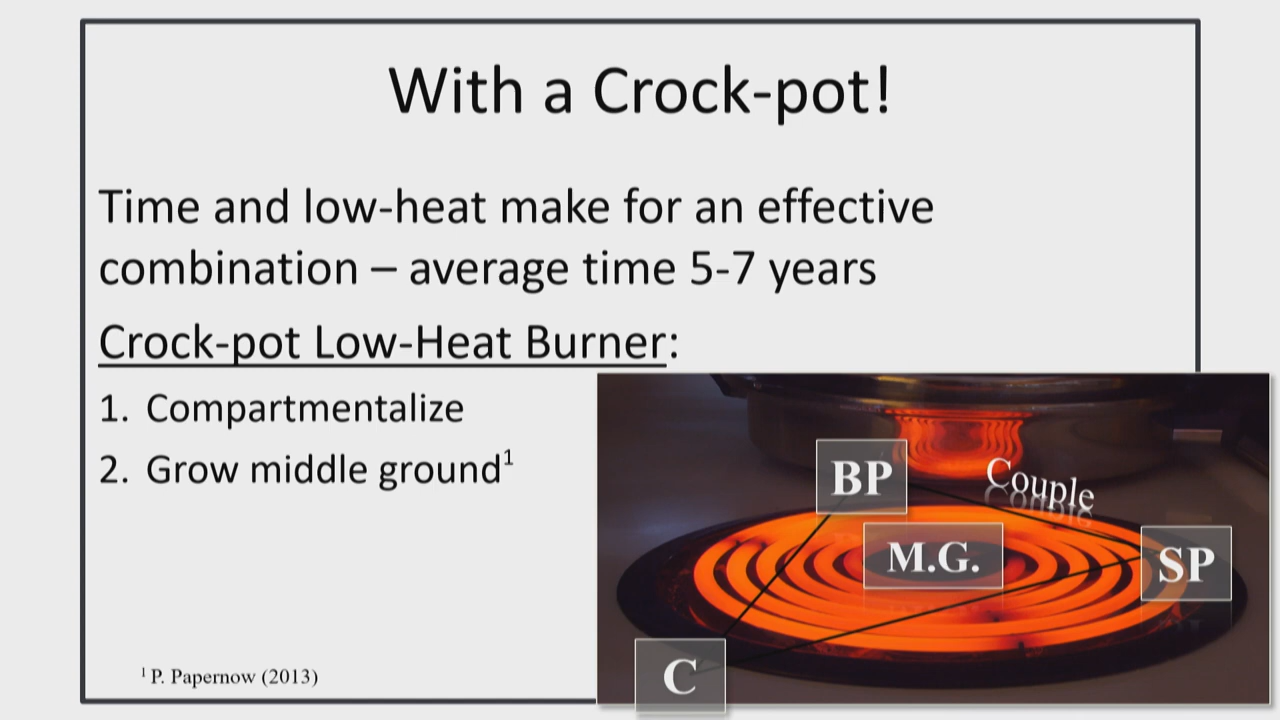 With a Crock-pot!
Time and low-heat make for an effective
combination – average time 5-7 years
Crock-pot Low-Heat Burner:
1. Compartmentalize
2. Grow middle ground¹
BP
Couple
M.G.
SP
C
¹ P. Papernow (2013)